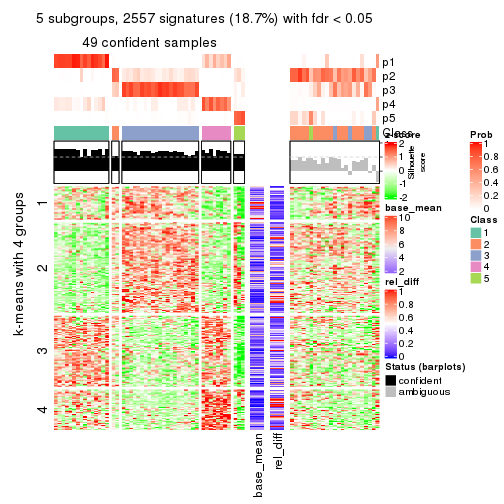 5 subgroups, 2557 signatures (18.7%) with fdr < 0.05
49 confident samples
p1
p2
p3
p4
p5
Class
Silhouette
score
k-means with 4 groups
1
2
3
4
base_mean
rel_diff
z-score
2
1
0
-1
-2
base_mean
10
8
6
4
2
rel_diff
1
0.8
0.6
0.4
0.2
0
Status (barplots)
confident
ambiguous
Prob
1
0.8
0.6
0.4
0.2
0
Class
1
2
3
4
5